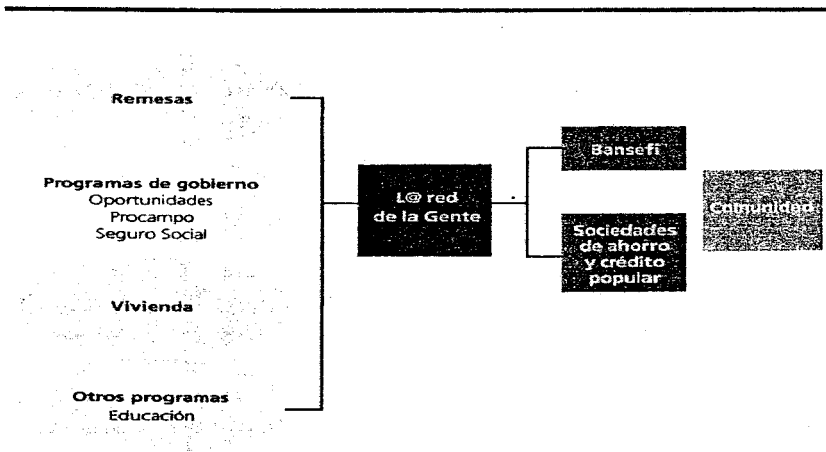 Remesas
Programas de gobierno
Oportunidades
Procampo
Seguro Social
Vivienda
Otros programas
Educación
L@ red
de la Gente
Bansefi
Sociedades
de ahorro
y crédito
popular
Comunidad